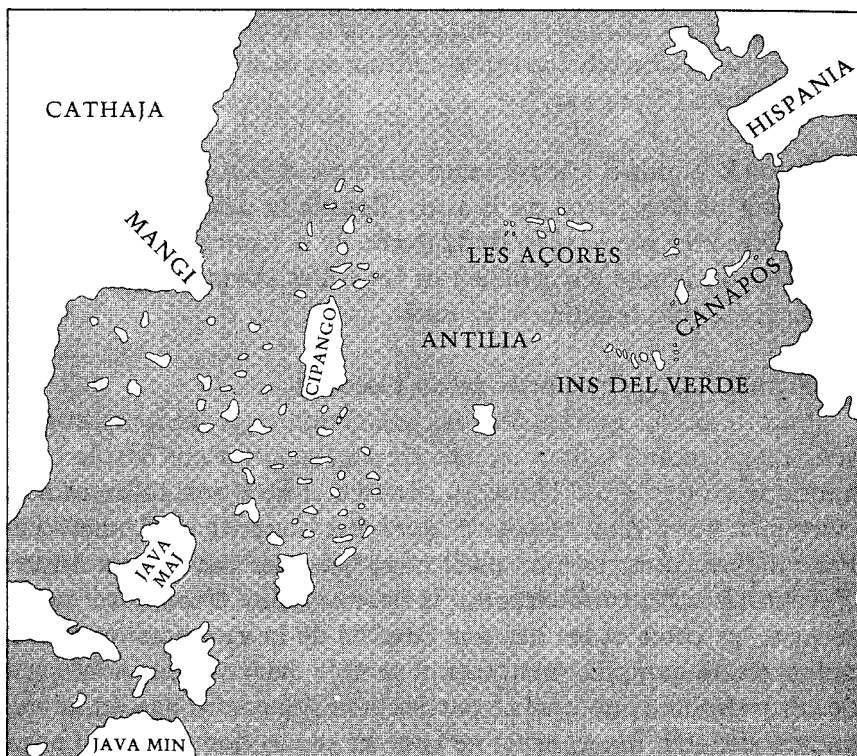 CATHAJA
HISPANIA
MANGI
LES AÇORES
CANAPOS
CIPANGO
ANTILIA
INS DEL VERDE
JAVA
MAJ
JAVA MIN